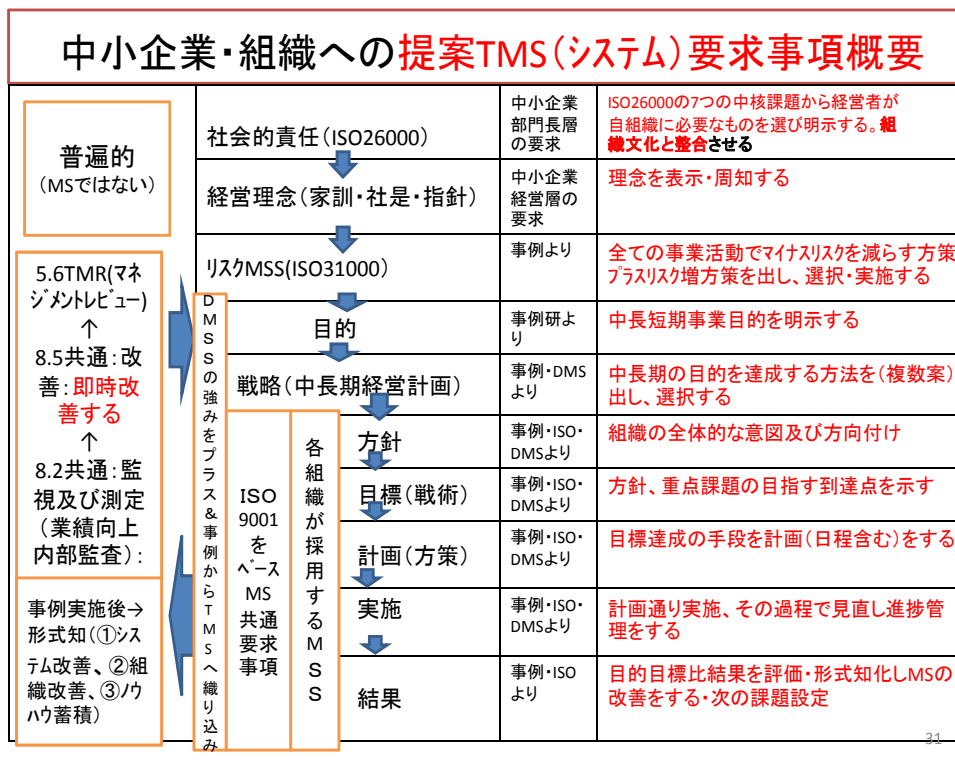 中小企業・組織への提案TMS(システム)要求事項概要
普遍的
(MSではない)
社会的責任(ISO26000)
中小企業
部門長層
の要求
ISO26000の7つの中核課題から経営者が
自組織に必要なものを選び明示する。組
織文化と整合させる
経営理念(家訓・社是・指針)
中小企業
経営層の
要求
理念を表示・周知する
リスクMSS(ISO31000)
事例より
全ての事業活動でマイナスリスクを減らす方策
プラスリスク増方策を出し、選択・実施する
目的
事例研よ
り
中長短期事業目的を明示する
戦略(中長期経営計画)
事例・DMS
より
中長期の目的を達成する方法を(複数案)
出し、選択する
方針
事例・ISO・
DMSより
組織の全体的な意図及び方向付け
目標(戦術)
事例・ISO・
DMSより
方針、重点課題の目指す到達点を示す
計画(方策)
事例・ISO・
DMSより
目標達成の手段を計画(日程含む)をする
実施
事例・ISO・
DMSより
計画通り実施、その過程で見直し進捗管
理をする
結果
事例・ISO
より
目的目標比結果を評価・形式知化しMSの
改善をする・次の課題設定
5.6TMR(マネ
ジメントレビュー)
↑
8.5共通:改
善:即時改
善する
↑
8.2共通:監
視及び測定
(業績向上
内部監査):
事例実施後→
形式知(①シス
テム改善、②組
織改善、③ノウ
ハウ蓄積)
DMSSの強みをプラス&事例からTMSへ織り込み
ISO
9001
を
ベース
MS
共通
要求
事項
各組織が採用するMSS
31